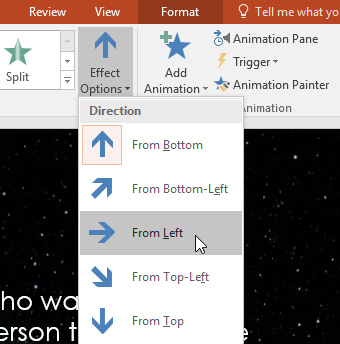 Review View Format Tell me what yo
Split
Effect
Options
Add
Animation
Animation Pane
Trigger
Animation Painter
Animation
Direction
From Bottom
From Bottom-Left
From Left
From Top-Left
From Top
ho wa
erson t e